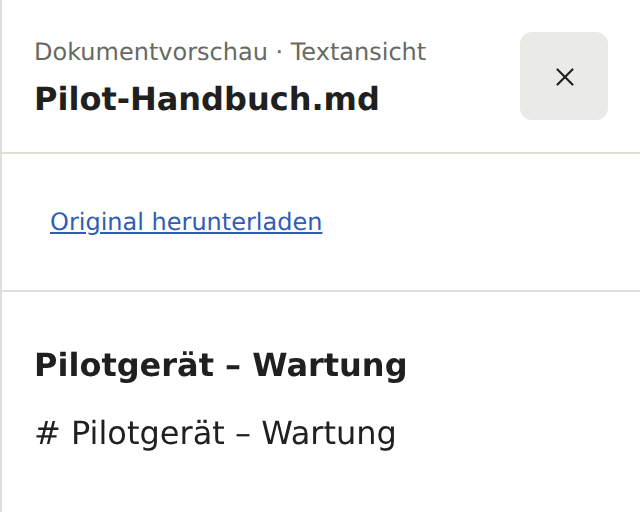 Dokumentvorschau · Textansicht
Pilot-Handbuch.md
Original herunterladen
Pilotgerät – Wartung
# Pilotgerät – Wartung